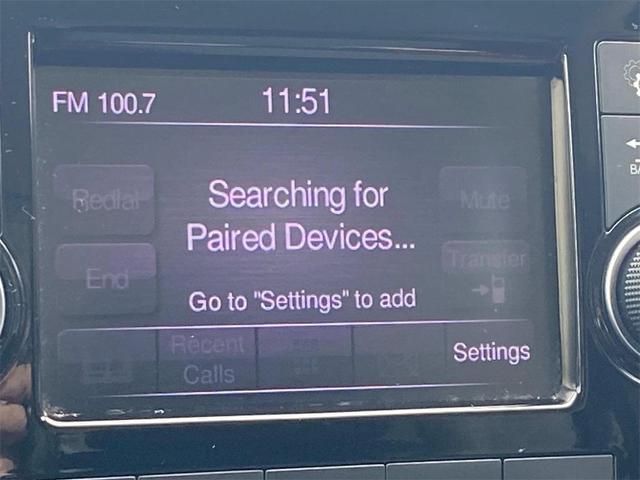 FM 100.7
11:51
Redial
Searching for
Paired Devices...
Mute
End
Transfer
Go to "Settings" to add
Recent
Calls
Settings